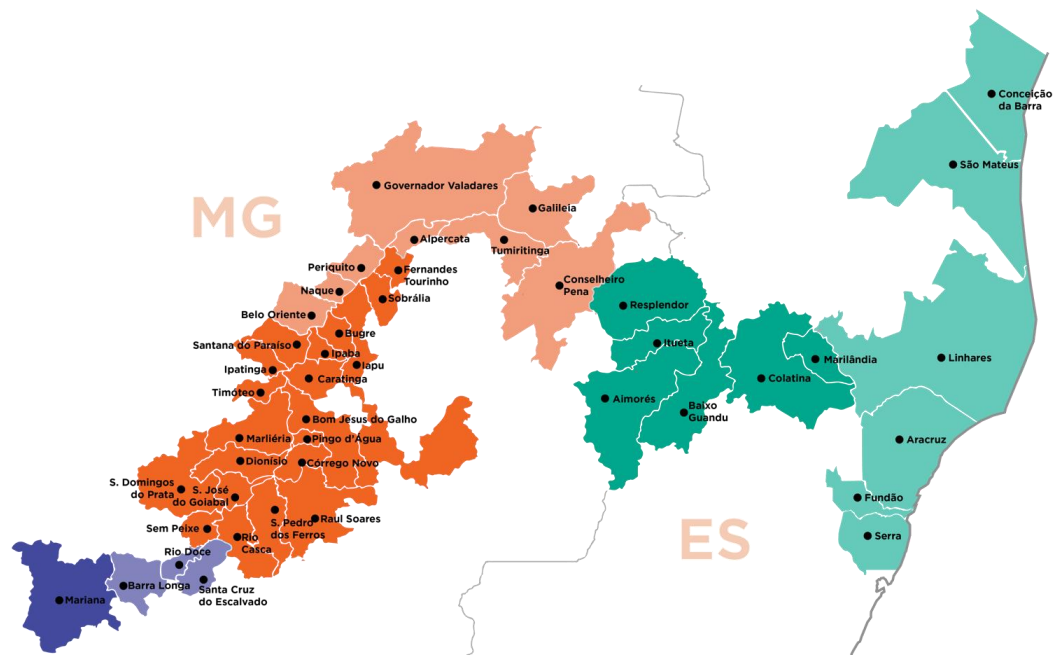 Conceição
da Barra
São Mateus
Governador Valadares
MG
Galileia
Alpercata
Tumiritinga
Periquito
Fernandes
Tourinho
Conselheiro
Pena
Naque
Sobrália
Resplendor
Belo Oriente
Bugre
Santana do Paraíso
Itueta
Ipaba
Linhares
Marilândia
Iapu
Ipatinga
Caratinga
Colatina
Timóteo
Aimorés
Baixo
Guandu
Bom Jesus do Galho
Marliéria
Pingo d'Água
Aracruz
Dionísio
Córrego Novo
S. Domingos
do Prata
S. José
do Goiabal
Fundão
Raul Soares
S. Pedro
dos Ferros
Sem Peixe
Rio
Casca
Serra
ES
Rio Doce
Barra Longa
Santa Cruz
do Escalvado
Mariana